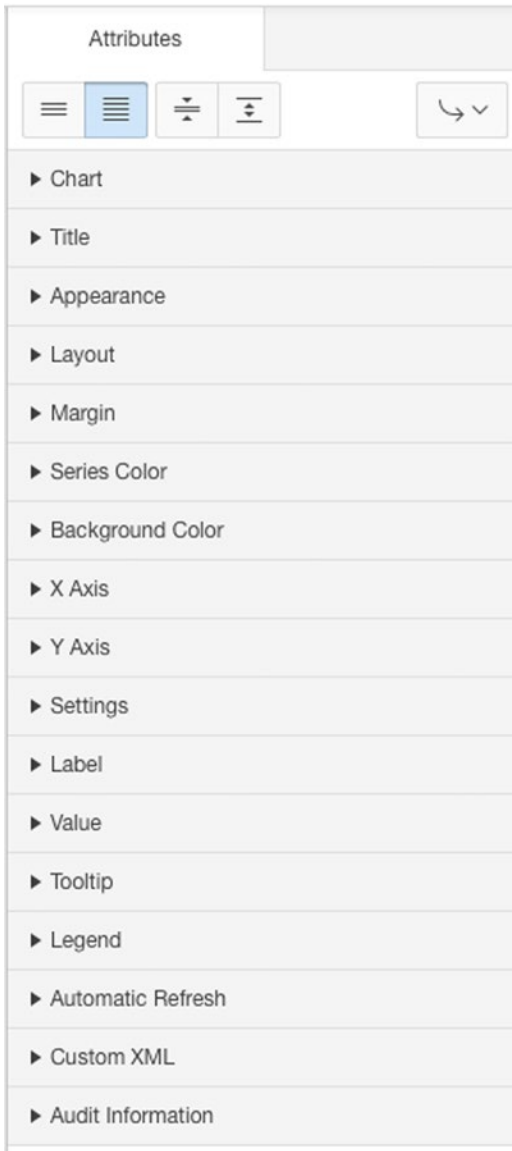 Attributes
Chart
Title
Appearance
Layout
Margin
Series Color
Background Color
X Axis
Y Axis
Settings
Label
Value
Tooltip
Legend
Automatic Refresh
Custom XML
Audit Information